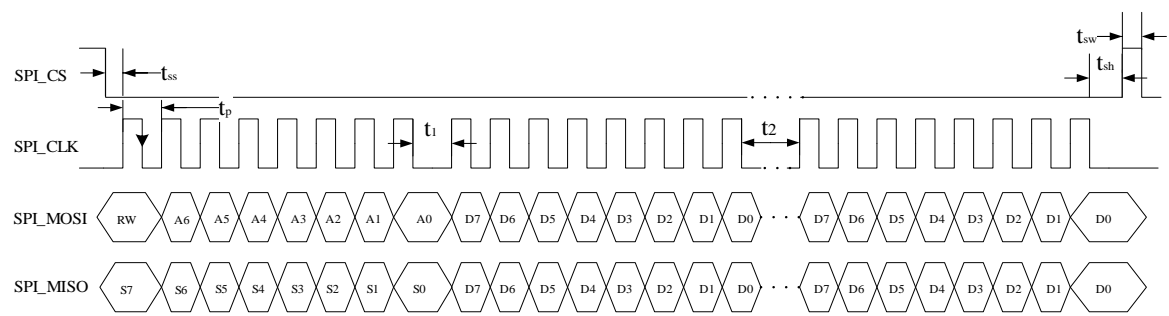 tsw
SPI_CS tss tsh
tp
SPI_CLK t1 t2
SPI_MOSI RW A6 A5 A4 A3 A2 A1 A0 D7 D6 D5 D4 D3 D2 D1 D0 D7 D6 D5 D4 D3 D2 D1 D0
SPI_MISO S7 S6 S5 S4 S3 S2 S1 S0 D7 D6 D5 D4 D3 D2 D1 D0 D7 D6 D5 D4 D3 D2 D1 D0